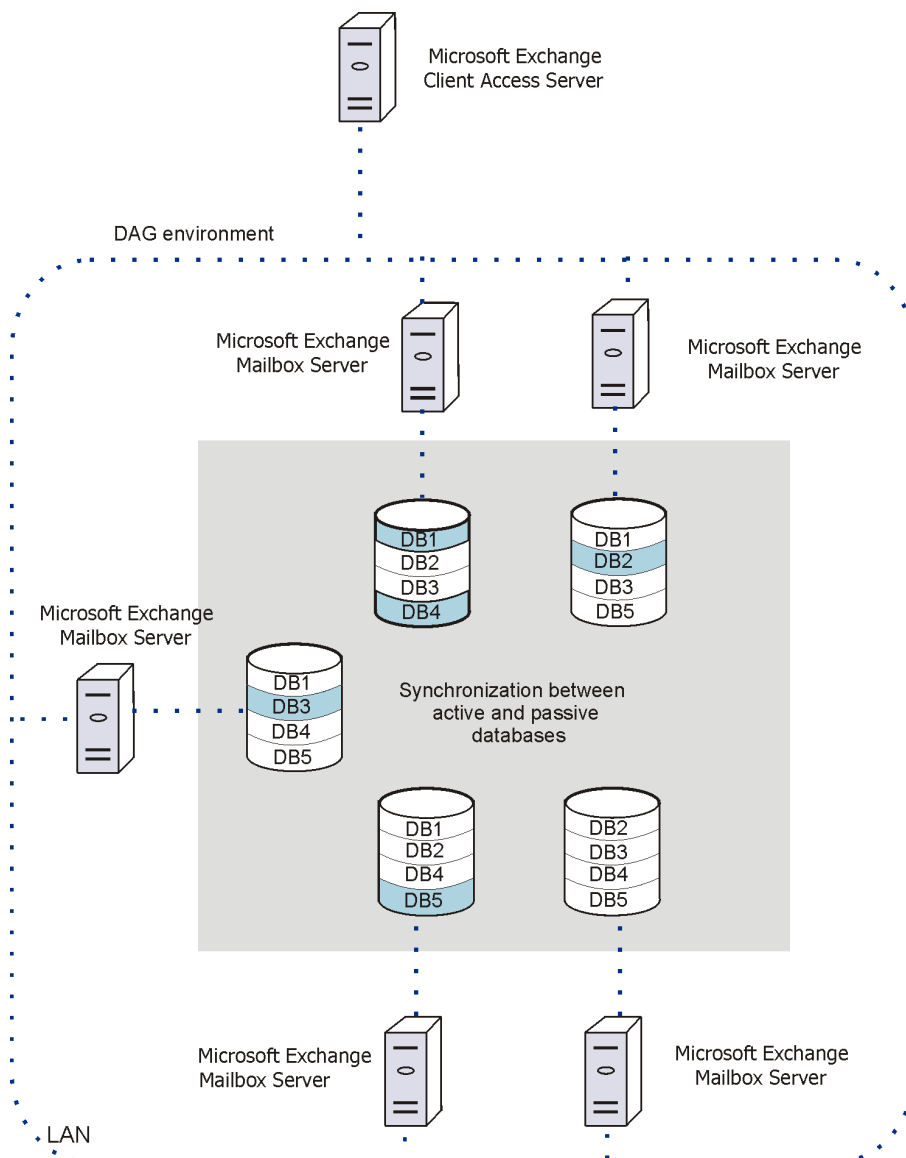 Microsoft Exchange
Client Access Server
DAG environment
Microsoft Exchange
Mailbox Server
Microsoft Exchange
Mailbox Server
DB1
DB2
DB3
DB4
DB1
DB2
DB3
DB5
Microsoft Exchange
Mailbox Server
DB1
DB3
DB4
DB5
Synchronization between
active and passive
databases
DB1
DB2
DB4
DB5
DB2
DB3
DB4
DB5
Microsoft Exchange
Mailbox Server
Microsoft Exchange
Mailbox Server
LAN